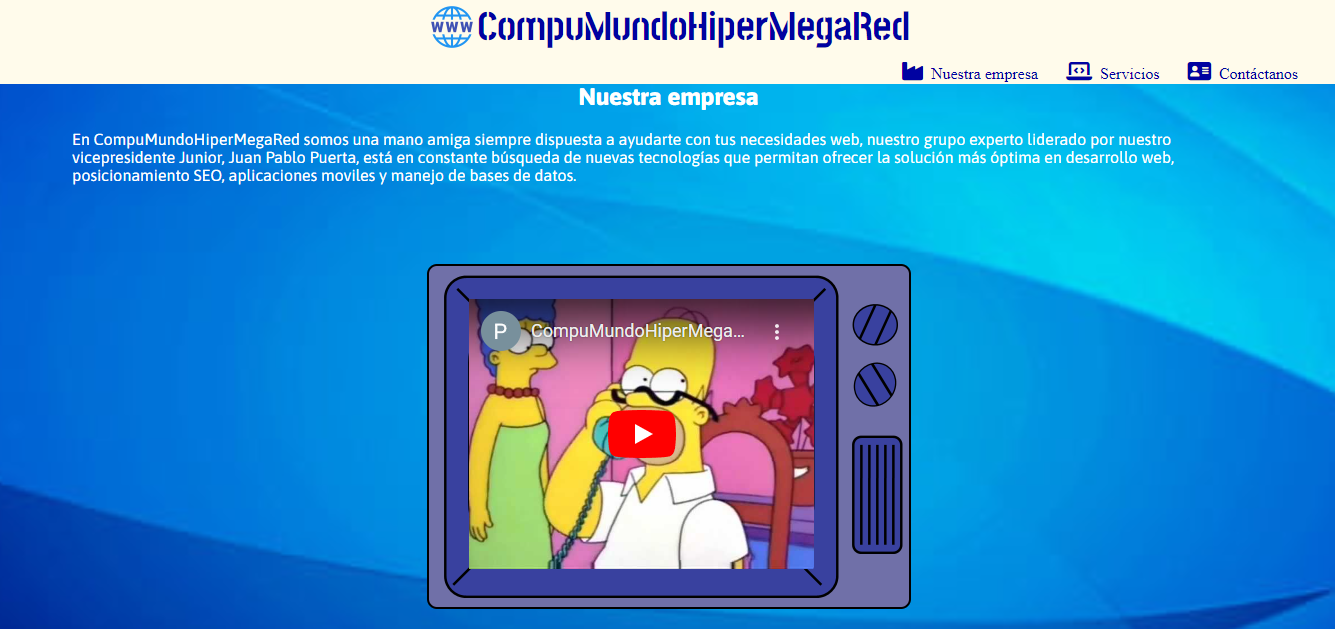 WWW CompuMundoHiperMegaRed
Nuestra empresa Servicios Contáctanos
Nuestra empresa
En CompuMundoHiperMegaRed somos una mano amiga siempre dispuesta a ayudarte con tus necesidades web, nuestro grupo experto liderado por nuestro
vicepresidente Junior, Juan Pablo Puerta, está en constante búsqueda de nuevas tecnologías que permitan ofrecer la solución más óptima en desarrollo web,
posicionamiento SEO, aplicaciones moviles y manejo de bases de datos.
P CompuMundoHiperMega...